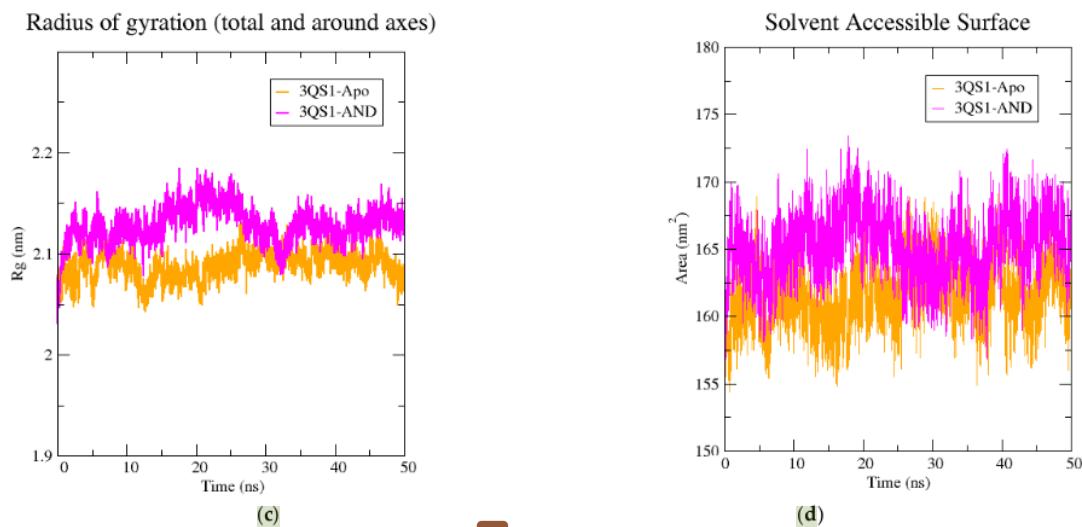 Radius of gyration (total and around axes)
3QS1-Apo
3QS1-AND
2.2
2.1
2
1.9
Rg (nm)
0 10 20 30 40 50
Time (ns)
(c)
Solvent Accessible Surface
3QS1-Apo
3QS1-AND
180
175
170
165
160
155
150
Area (nm²)
0 10 20 30 40 50
Time (ns)
(d)